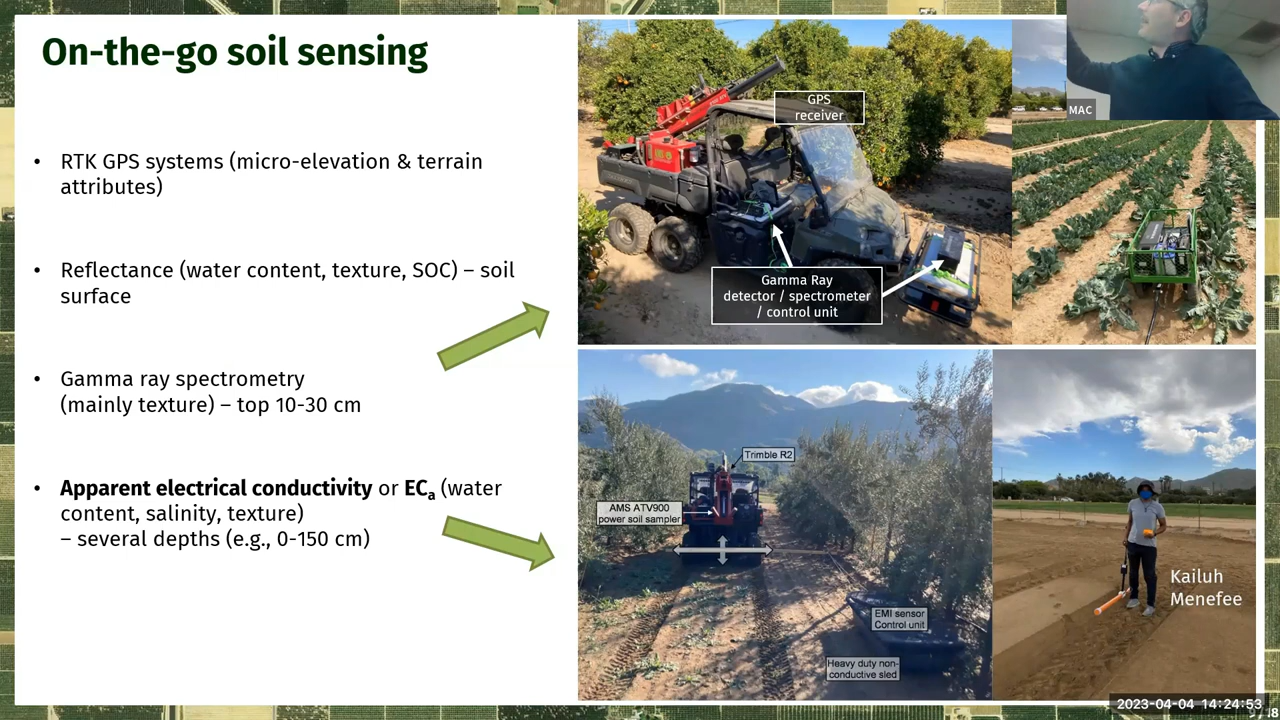 On-the-go soil sensing
• RTK GPS systems (micro-elevation & terrain
attributes)
• Reflectance (water content, texture, SOC) – soil
surface
• Gamma ray spectrometry
(mainly texture) – top 10-30 cm
• Apparent electrical conductivity or ECa (water
content, salinity, texture)
– several depths (e.g., 0-150 cm)
GPS
receiver
Gamma Ray
detector / spectrometer
/ control unit
MAC
Trimble R2
AMS ATV900
power soil sampler
EMI sensor
Control unit
Heavy duty non-
conductive sled
Kailuh
Menefee
2023-04-04 14:24:53